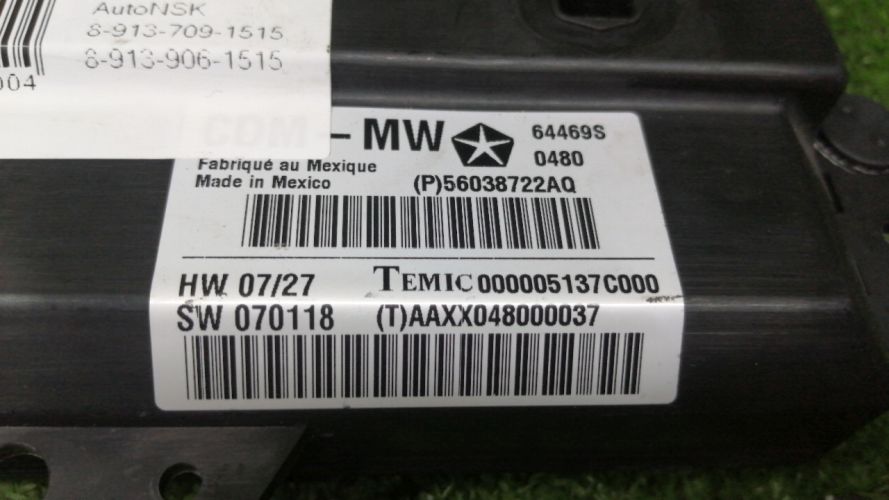 AutoNSK
8-913-709-1515
8-913-906-1515
004
CDM-MW
64469S
0480
Fabriqué au Mexique
Made in Mexico
(P)56038722AQ
HW 07/27 TEMIC 000005137C000
SW 070118 (T)AAXX048000037